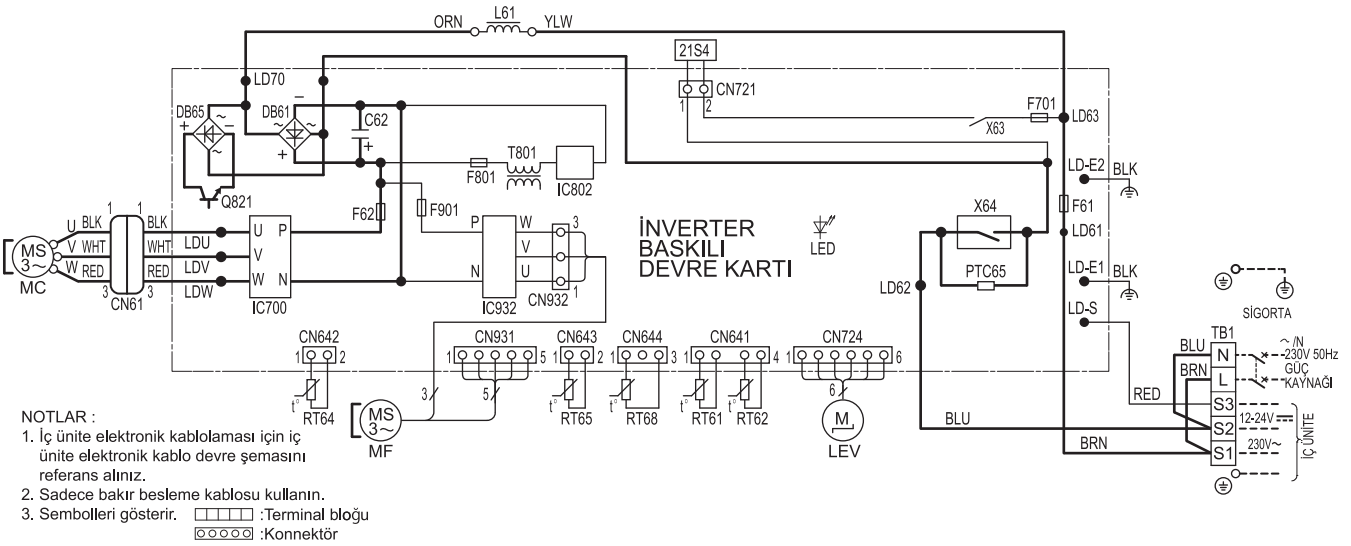 ORN L61 YLW
21S4
LD70
CN721
1 2
F701
LD63
X63
DB65
DB61
C62
T801
F801
IC802
LD-E2 BLK
Q821
F62
F901
X64
F61
LD61
1 1
U BLK BLK LDU U P
V WHT WHT LDV V
W RED RED LDW W N
3 3
MS
3~
MC
CN61
IC700
P W 3
V
N U 1
IC932
CN932
İNVERTER
BASKILI
DEVRE KARTI
LED
PTC65
LD62
LD-E1 BLK
LD-S
SİGORTA
TB1
BLU N ~/N
230V 50Hz
BRN L GÜÇ
KAYNAĞI
RED S3
12-24V
BLU S2
230V~
BRN S1
İÇ ÜNİTE
CN642
1 2
t°
RT64
CN931
1 5
3 5
MS
3~
MF
CN643
1 2
t°
RT65
CN644
1 3
t°
RT68
CN641
1 4
t° t°
RT61 RT62
CN724
1 6
6
M
LEV
NOTLAR :
1. İç ünite elektronik kablolaması için iç
ünite elektronik kablo devre şemasını
referans alınız.
2. Sadece bakır besleme kablosu kullanın.
3. Sembolleri gösterir. :Terminal bloğu
:Konnektör